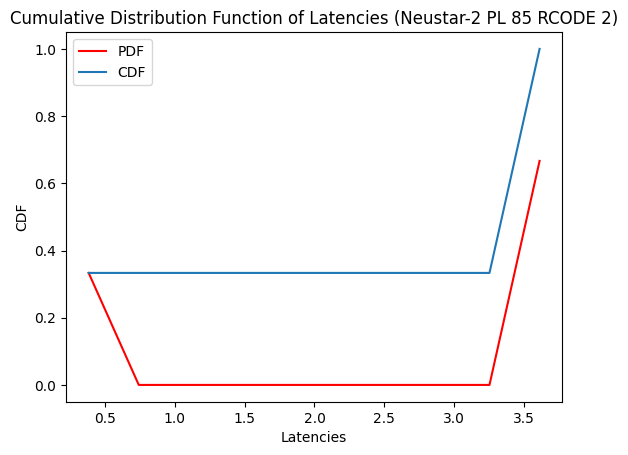 Cumulative Distribution Function of Latencies (Neustar-2 PL 85 RCODE 2)
PDF
CDF
1.0
0.8
0.6
0.4
0.2
0.0
CDF
0.5 1.0 1.5 2.0 2.5 3.0 3.5
Latencies